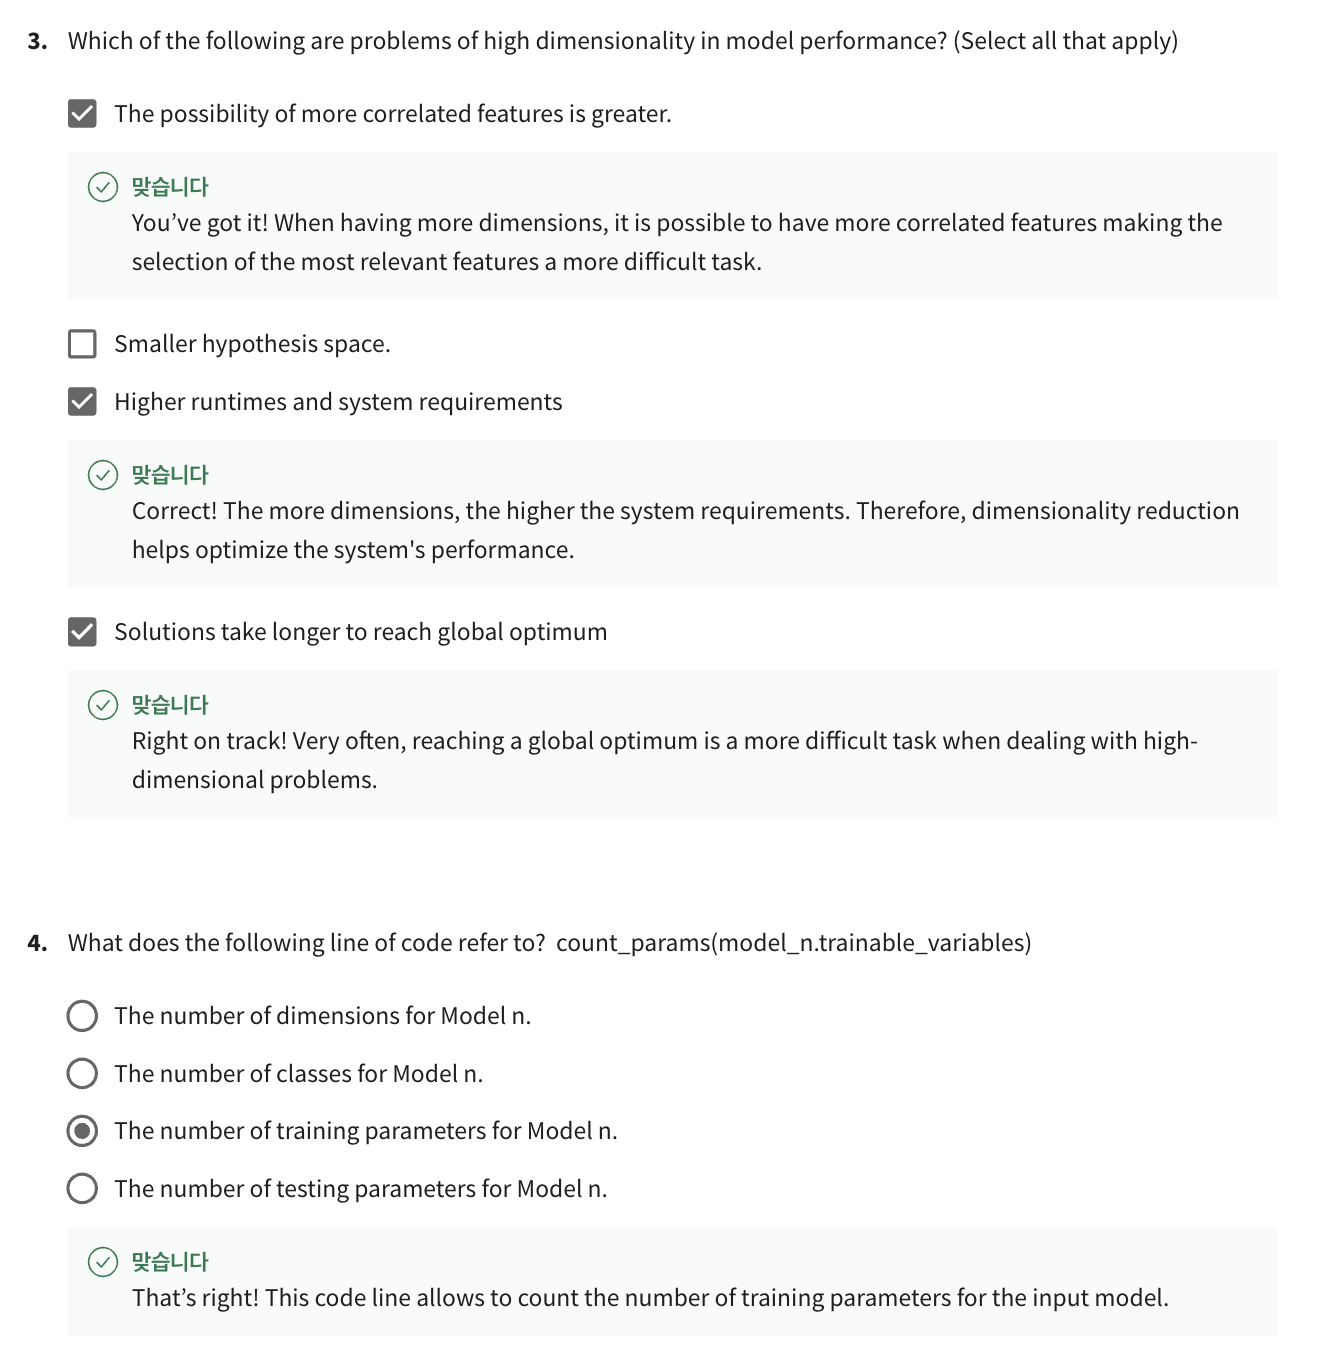 3. Which of the following are problems of high dimensionality in model performance? (Select all that apply)
The possibility of more correlated features is greater.
맞습니다
You’ve got it! When having more dimensions, it is possible to have more correlated features making the
selection of the most relevant features a more difficult task.
Smaller hypothesis space.
Higher runtimes and system requirements
맞습니다
Correct! The more dimensions, the higher the system requirements. Therefore, dimensionality reduction
helps optimize the system's performance.
Solutions take longer to reach global optimum
맞습니다
Right on track! Very often, reaching a global optimum is a more difficult task when dealing with high-
dimensional problems.
4. What does the following line of code refer to? count_params(model_n.trainable_variables)
The number of dimensions for Model n.
The number of classes for Model n.
The number of training parameters for Model n.
The number of testing parameters for Model n.
맞습니다
That’s right! This code line allows to count the number of training parameters for the input model.